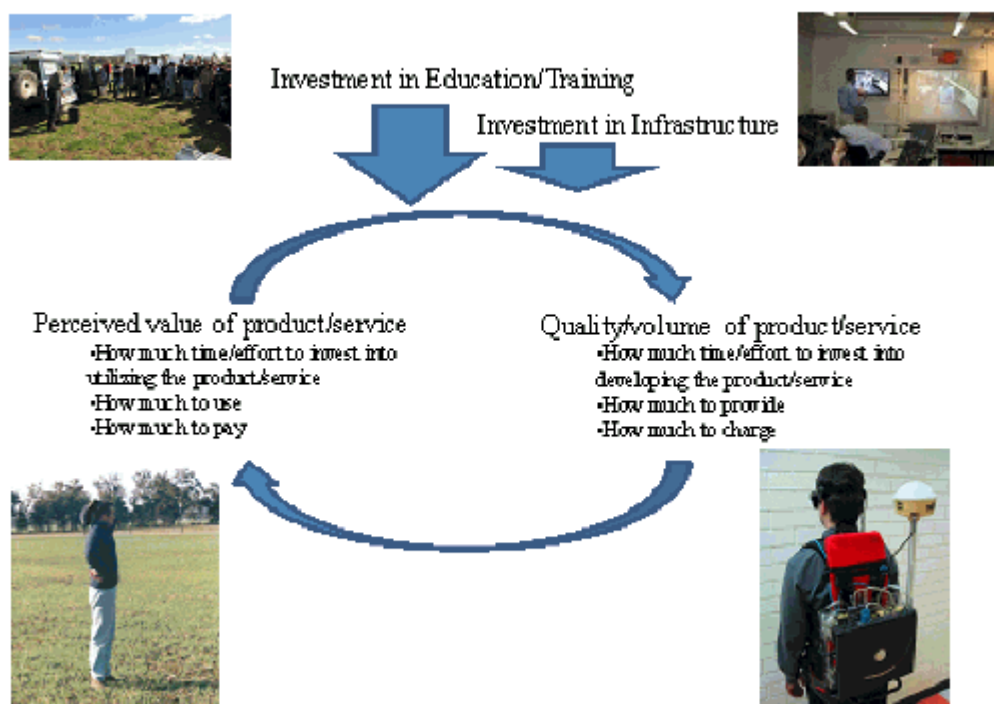 Investment in Education/Training
Investment in Infrastructure
Perceived value of product/service
•How much time/effort to invest into
utilizing the product/service
•How much to use
•How much to pay
Quality/volume of product/service
•How much time/effort to invest into
developing the product/service
•How much to provide
•How much to charge